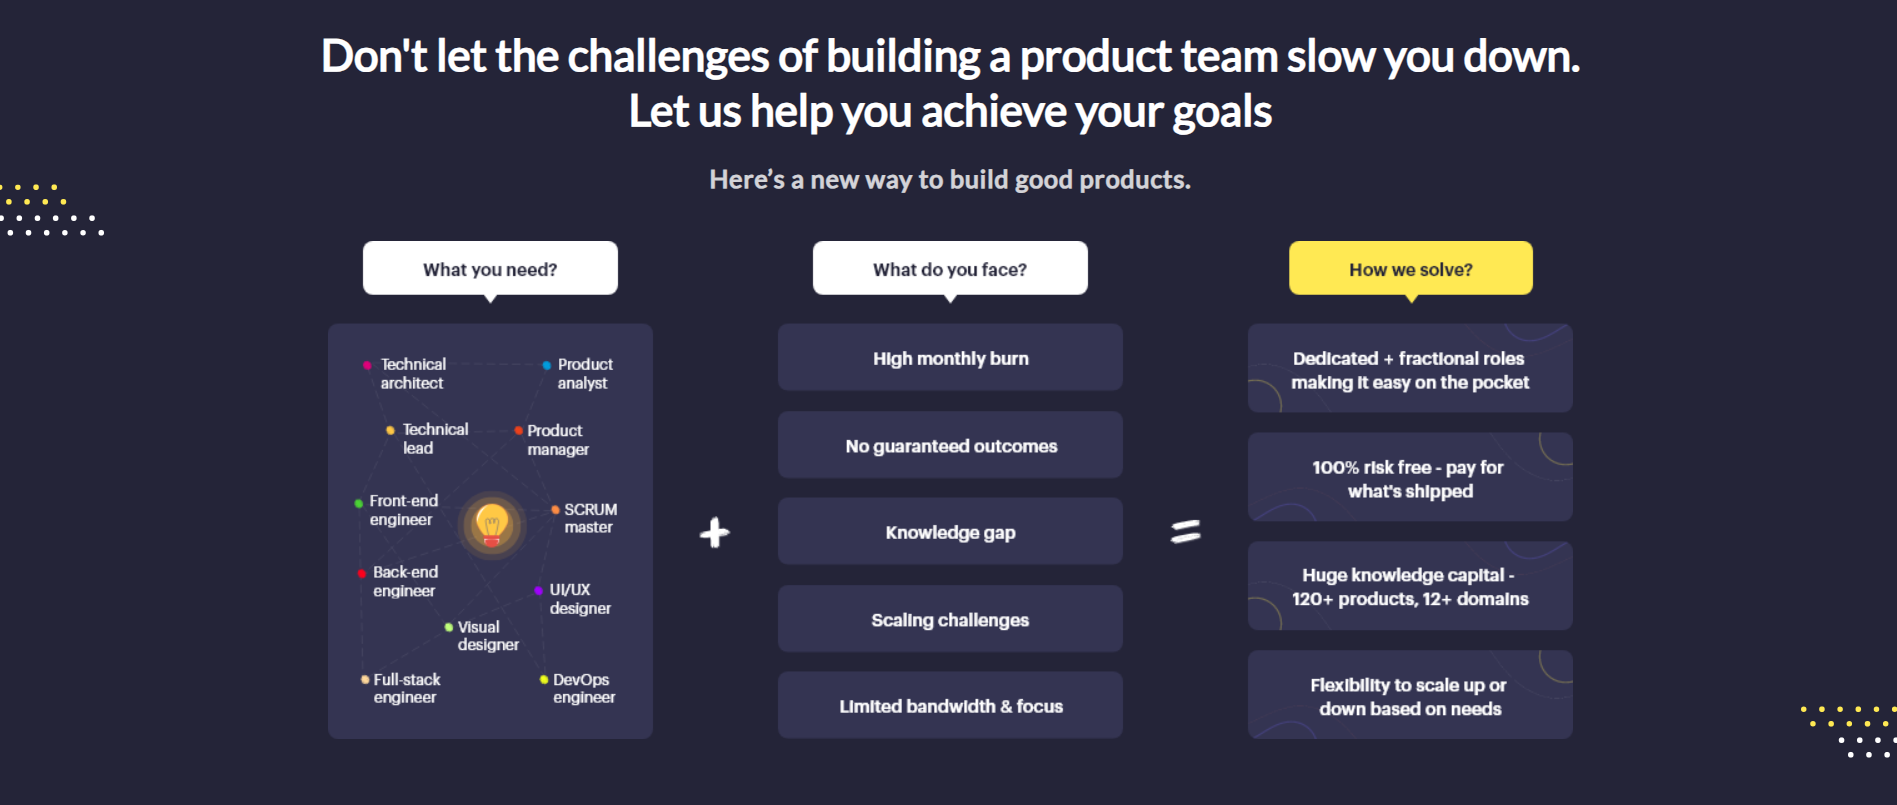 Don't let the challenges of building a product team slow you down.
Let us help you achieve your goals
Here’s a new way to build good products.
What you need?
Technical
architect
Product
analyst
Technical
lead
Product
manager
Front-end
engineer
SCRUM
master
Back-end
engineer
UI/UX
designer
Visual
designer
Full-stack
engineer
DevOps
engineer
+
What do you face?
High monthly burn
No guaranteed outcomes
Knowledge gap
Scaling challenges
Limited bandwidth & focus
=
How we solve?
Dedicated + fractional roles
making it easy on the pocket
100% risk free - pay for
what's shipped
Huge knowledge capital -
120+ products, 12+ domains
Flexibility to scale up or
down based on needs